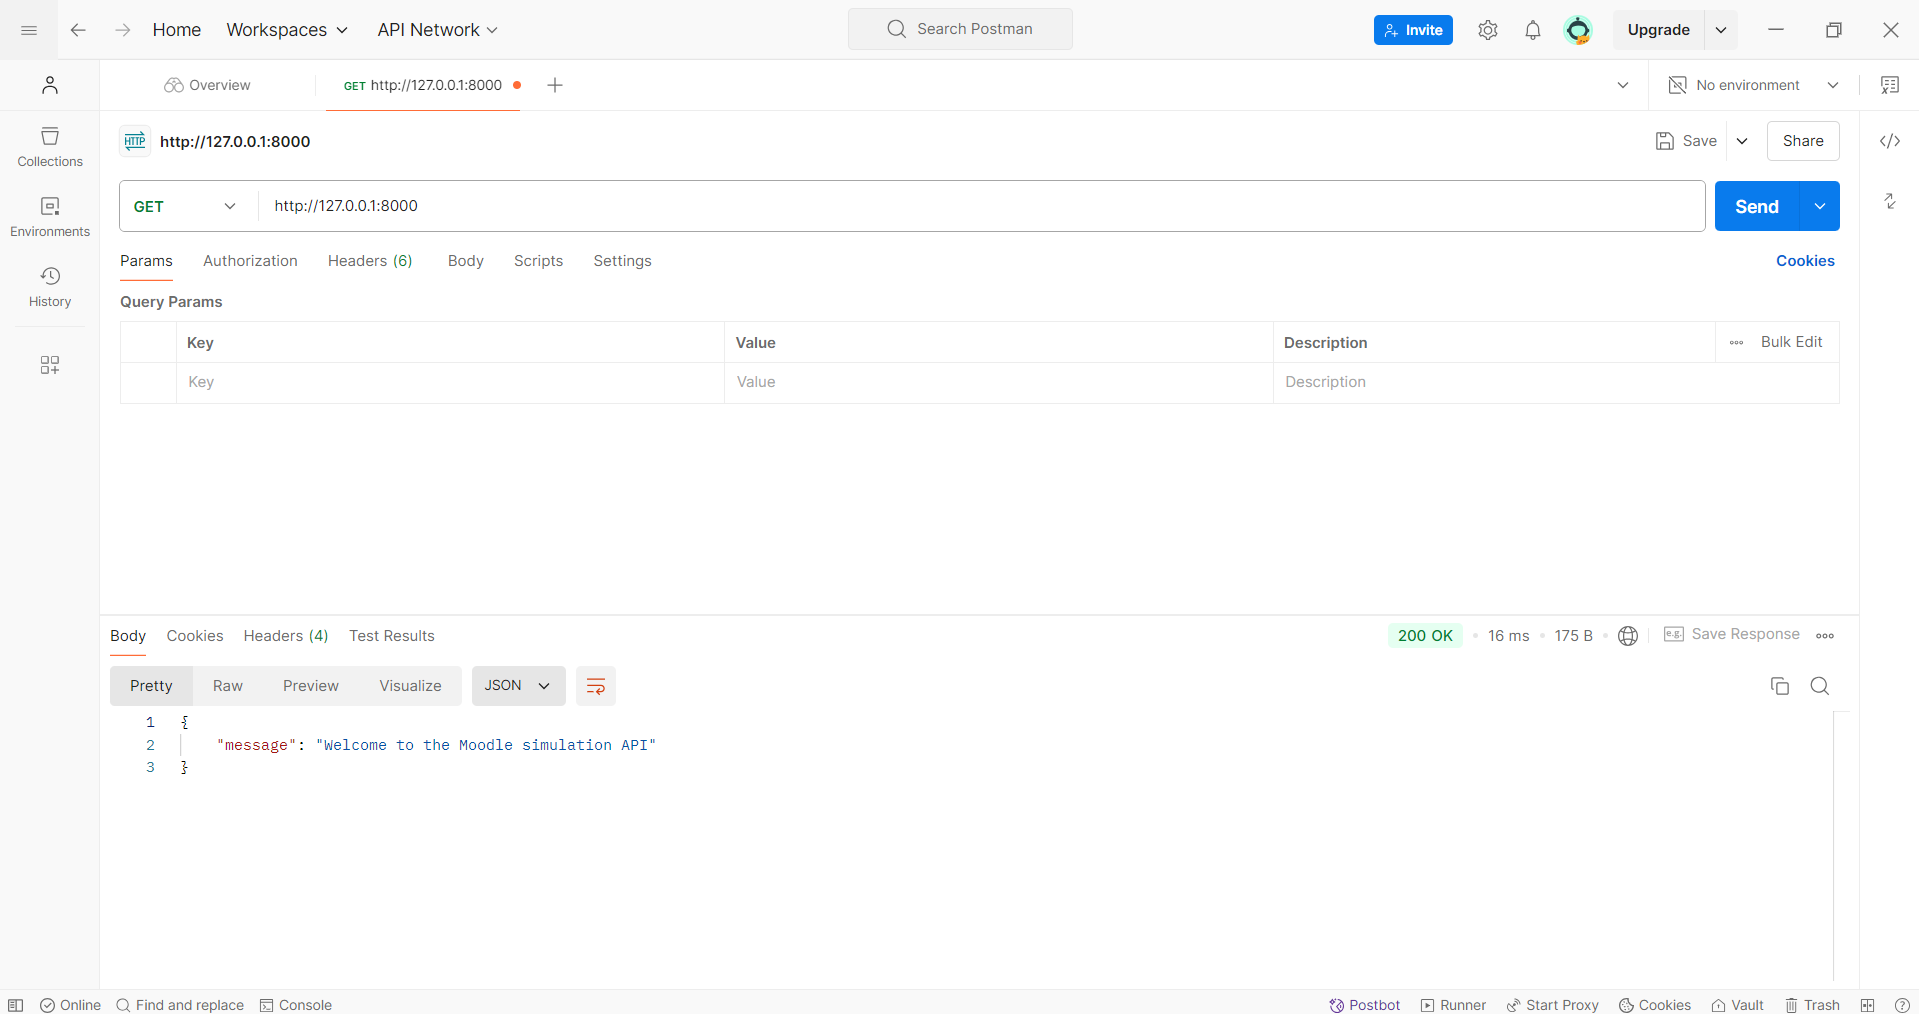 Home Workspaces API Network Search Postman Invite Upgrade
Overview GET http://127.0.0.1:8000 No environment
HTTP http://127.0.0.1:8000 Save Share
Collections
GET http://127.0.0.1:8000 Send
Environments
Params Authorization Headers (6) Body Scripts Settings Cookies
History
Query Params
Key Value Description Bulk Edit
Key Value Description
Body Cookies Headers (4) Test Results 200 OK 16 ms 175 B e.g. Save Response
Pretty Raw Preview Visualize JSON
1 {
2 "message": "Welcome to the Moodle simulation API"
3 }
Online Find and replace Console Postbot Runner Start Proxy Cookies Vault Trash